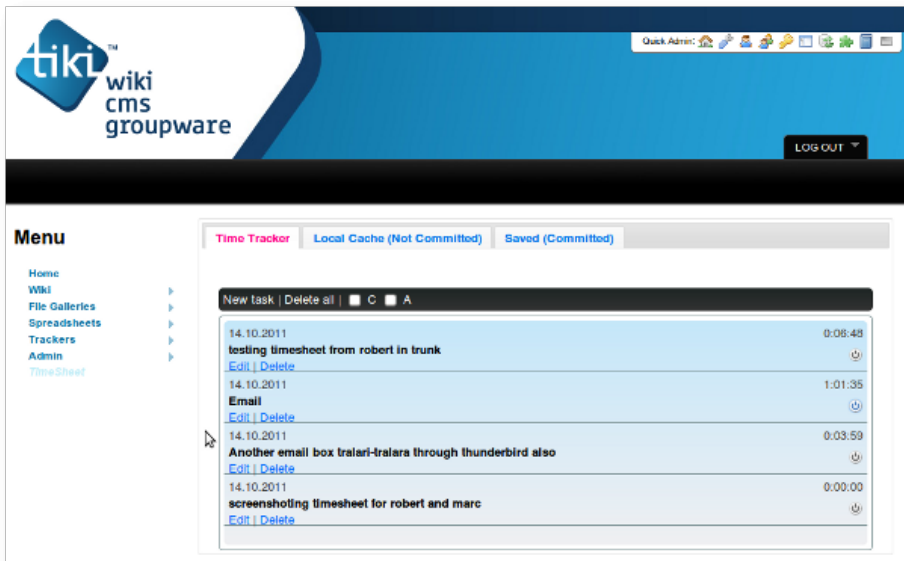 tiki™
wiki
cms
groupware
Quick Admin:
LOG OUT
Menu
Home
Wiki
File Galleries
Spreadsheets
Trackers
Admin
TimeSheet
Time Tracker Local Cache (Not Committed) Saved (Committed)
New task | Delete all | C A
14.10.2011 0:06:48
testing timesheet from robert in trunk
Edit | Delete
14.10.2011 1:01:35
Email
Edit | Delete
14.10.2011 0:03:59
Another email box tralari-tralara through thunderbird also
Edit | Delete
14.10.2011 0:00:00
screenshoting timesheet for robert and marc
Edit | Delete